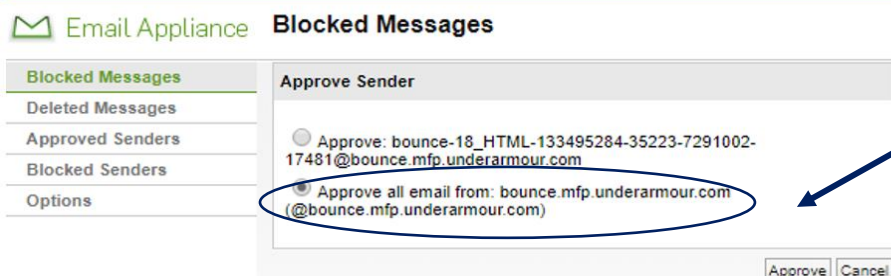 Email Appliance
Blocked Messages
Blocked Messages
Deleted Messages
Approved Senders
Blocked Senders
Options
Approve Sender
Approve: bounce-18_HTML-133495284-35223-7291002-
17481@bounce.mfp.underarmour.com
Approve all email from: bounce.mfp.underarmour.com
(@bounce.mfp.underarmour.com)
Approve Cancel